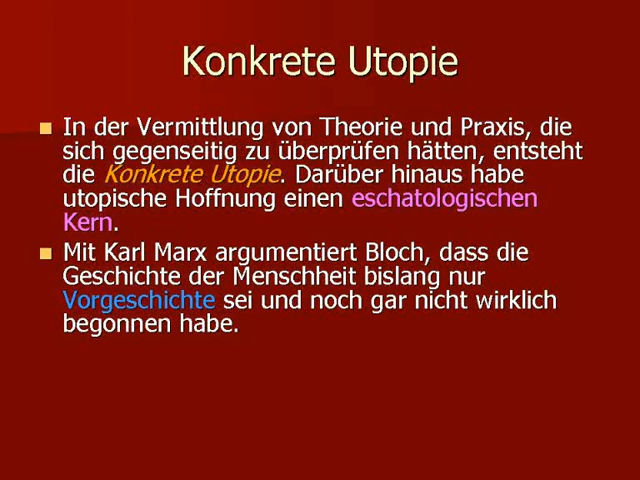 Konkrete Utopie
In der Vermittlung von Theorie und Praxis, die
sich gegenseitig zu überprüfen hätten, entsteht
die Konkrete Utopie. Darüber hinaus habe
utopische Hoffnung einen eschatologischen
Kern.
Mit Karl Marx argumentiert Bloch, dass die
Geschichte der Menschheit bislang nur
Vorgeschichte sei und noch gar nicht wirklich
begonnen habe.